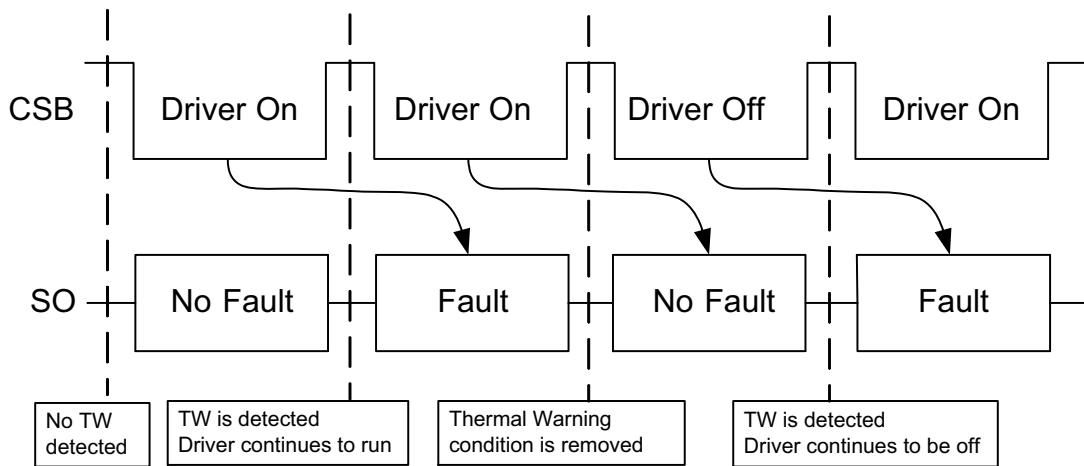 CSB
Driver On
Driver On
Driver Off
Driver On
SO
No Fault
Fault
No Fault
Fault
No TW
detected
TW is detected
Driver continues to run
Thermal Warning
condition is removed
TW is detected
Driver continues to be off